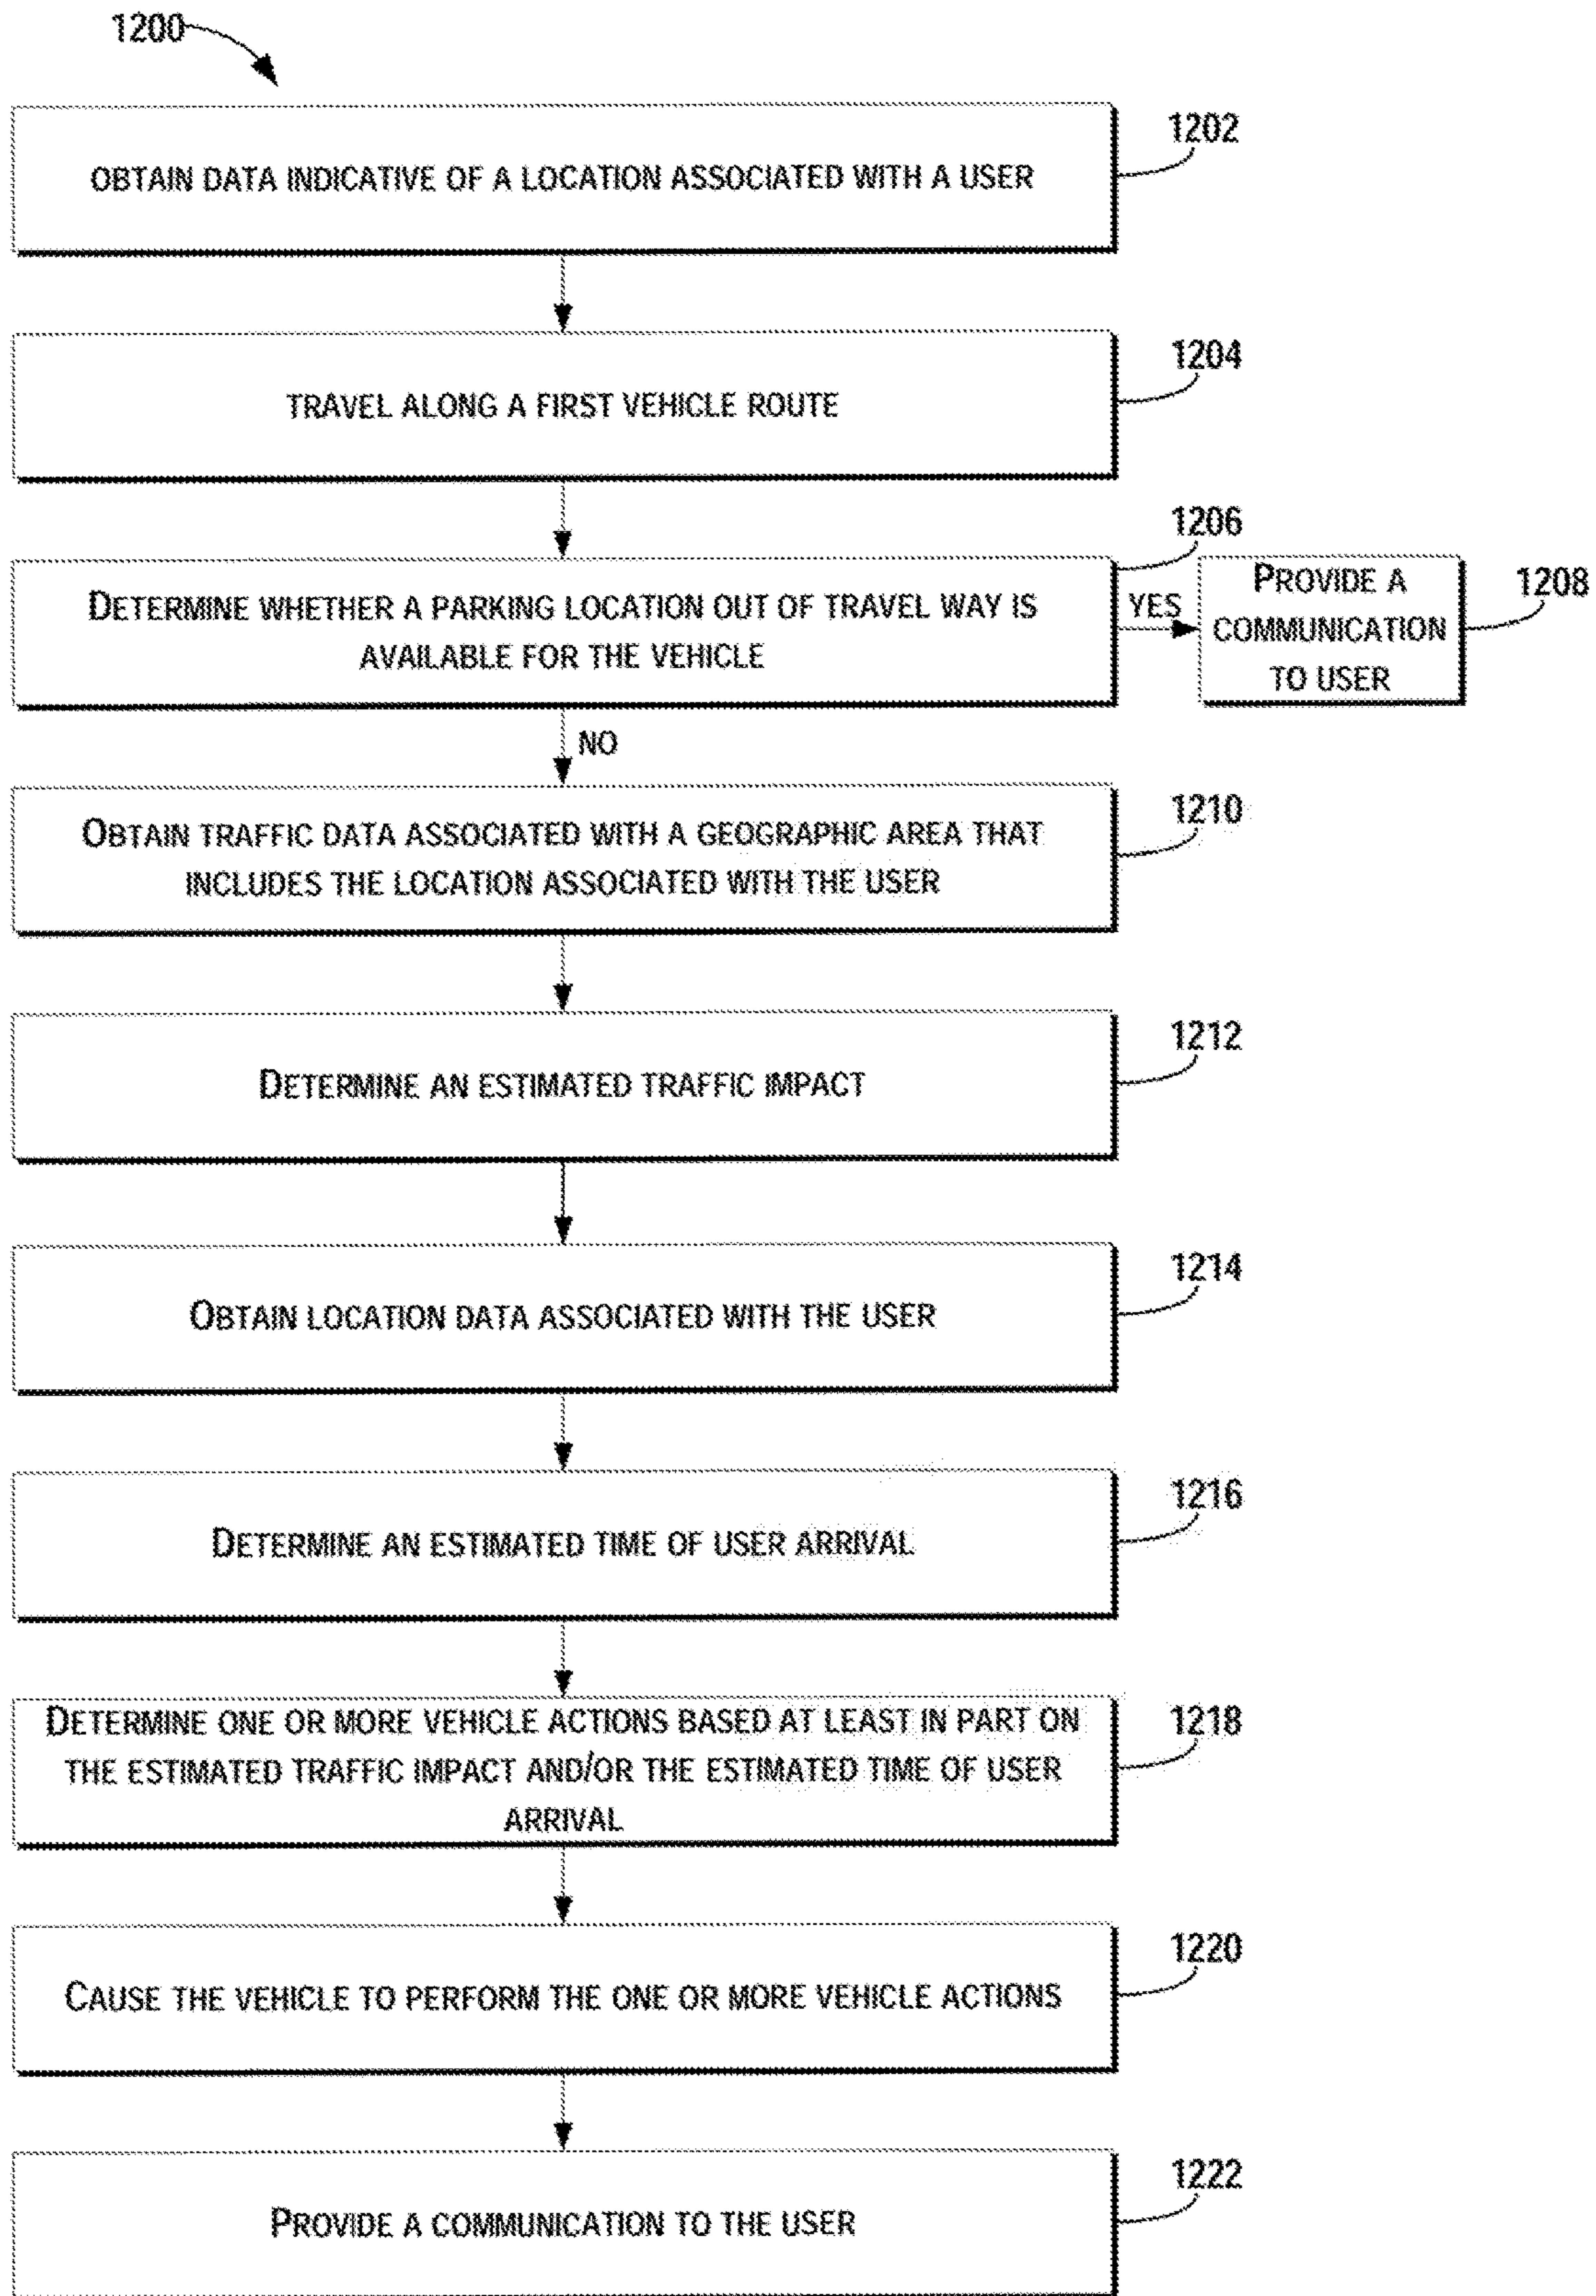 1200
1202
OBTAIN DATA INDICATIVE OF A LOCATION ASSOCIATED WITH A USER
1204
TRAVEL ALONG A FIRST VEHICLE ROUTE
1206
DETERMINE WHETHER A PARKING LOCATION OUT OF TRAVEL WAY IS
AVAILABLE FOR THE VEHICLE
YES
PROVIDE A
COMMUNICATION
TO USER
1208
NO
1210
OBTAIN TRAFFIC DATA ASSOCIATED WITH A GEOGRAPHIC AREA THAT
INCLUDES THE LOCATION ASSOCIATED WITH THE USER
1212
DETERMINE AN ESTIMATED TRAFFIC IMPACT
1214
OBTAIN LOCATION DATA ASSOCIATED WITH THE USER
1216
DETERMINE AN ESTIMATED TIME OF USER ARRIVAL
1218
DETERMINE ONE OR MORE VEHICLE ACTIONS BASED AT LEAST IN PART ON
THE ESTIMATED TRAFFIC IMPACT AND/OR THE ESTIMATED TIME OF USER
ARRIVAL
1220
CAUSE THE VEHICLE TO PERFORM THE ONE OR MORE VEHICLE ACTIONS
1222
PROVIDE A COMMUNICATION TO THE USER